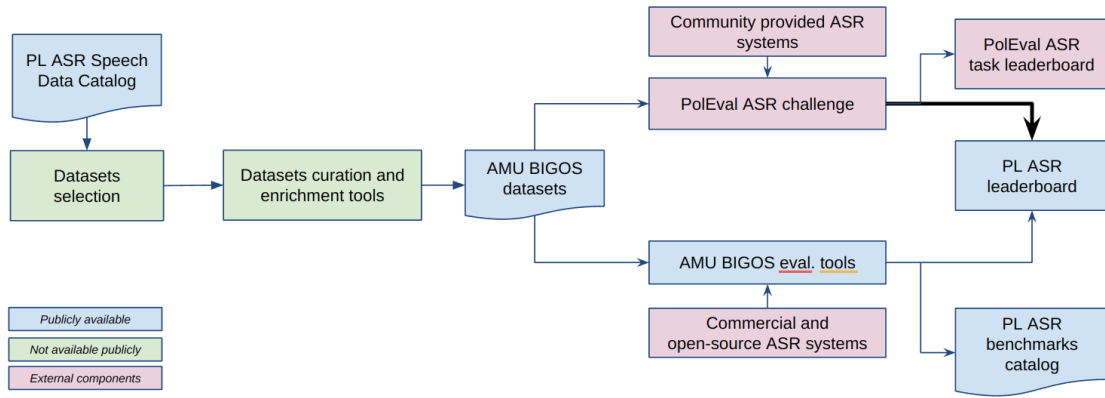 PL ASR Speech
Data Catalog
Datasets
selection
Datasets curation and
enrichment tools
AMU BIGOS
datasets
Community provided ASR
systems
PolEval ASR challenge
PolEval ASR
task leaderboard
PL ASR
leaderboard
AMU BIGOS eval. tools
Commercial and
open-source ASR systems
PL ASR
benchmarks
catalog
Publicly available
Not available publicly
External components